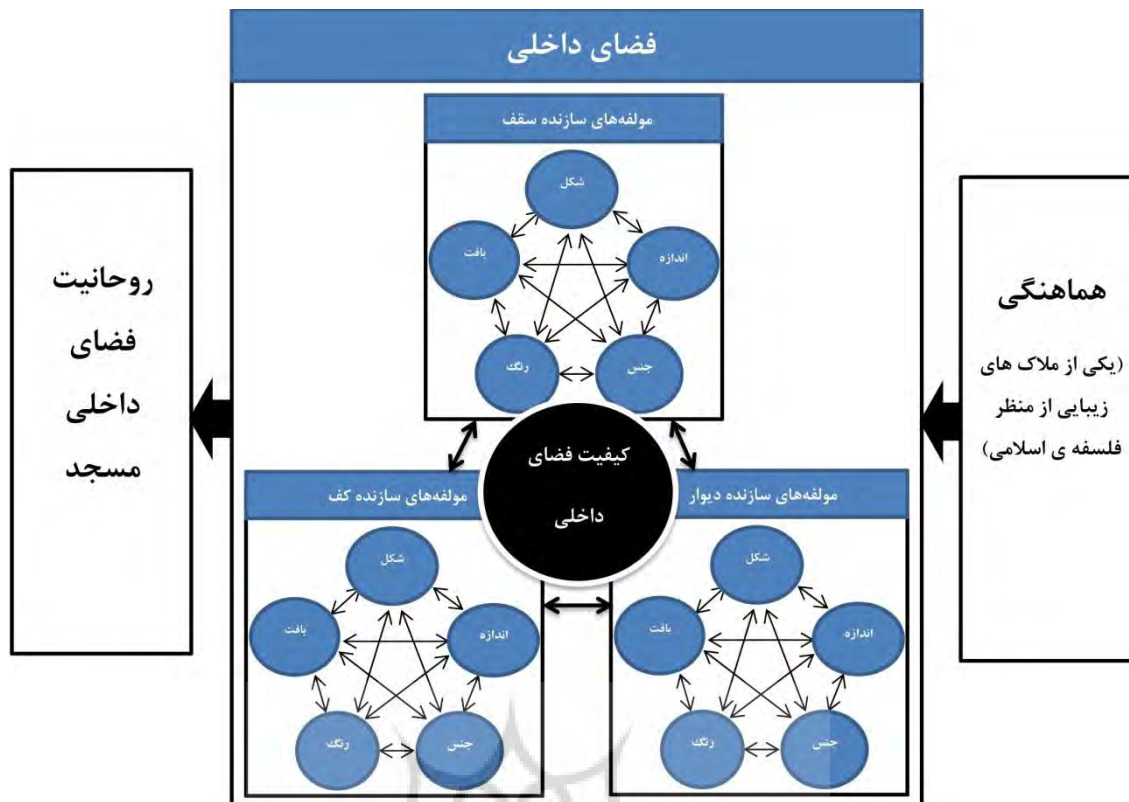 فضای داخلی
مولفه‌های سازنده سقف
شکل
اندازه
بافت
جنس
رنگ
هماهنگی
(یکی از ملاک های
زیبایی از منظر
فلسفه ی اسلامی)
کیفیت فضای
داخلی
مولفه‌های سازنده دیوار
شکل
اندازه
بافت
جنس
رنگ
مولفه‌های سازنده کف
شکل
اندازه
بافت
جنس
رنگ
روحانیت
فضای
داخلی
مسجد